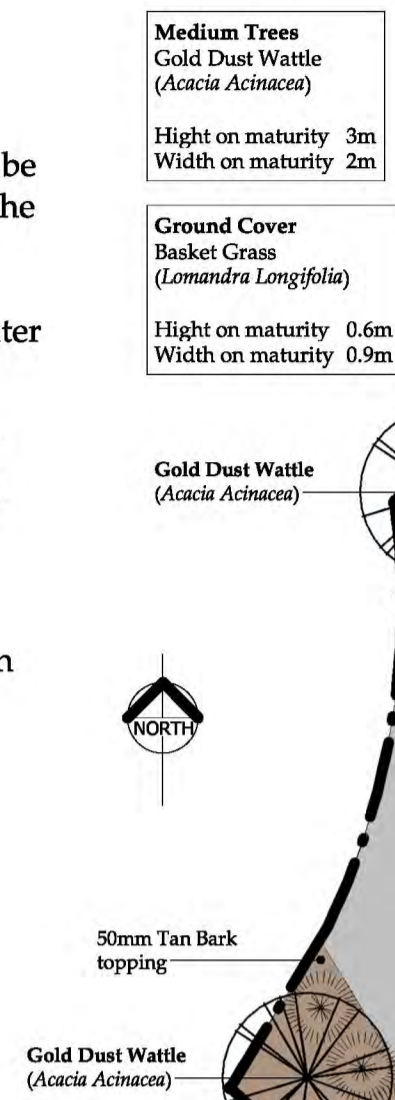 Medium Trees
Gold Dust Wattle
(Acacia Acinacea)
Hight on maturity 3m
Width on maturity 2m
be
he
Ground Cover
Basket Grass
(Lomandra Longifolia)
Hight on maturity 0.6m
Width on maturity 0.9m
ter
Gold Dust Wattle
(Acacia Acinacea)
n
NORTH
50mm Tan Bark
topping
Gold Dust Wattle
(Acacia Acinacea)